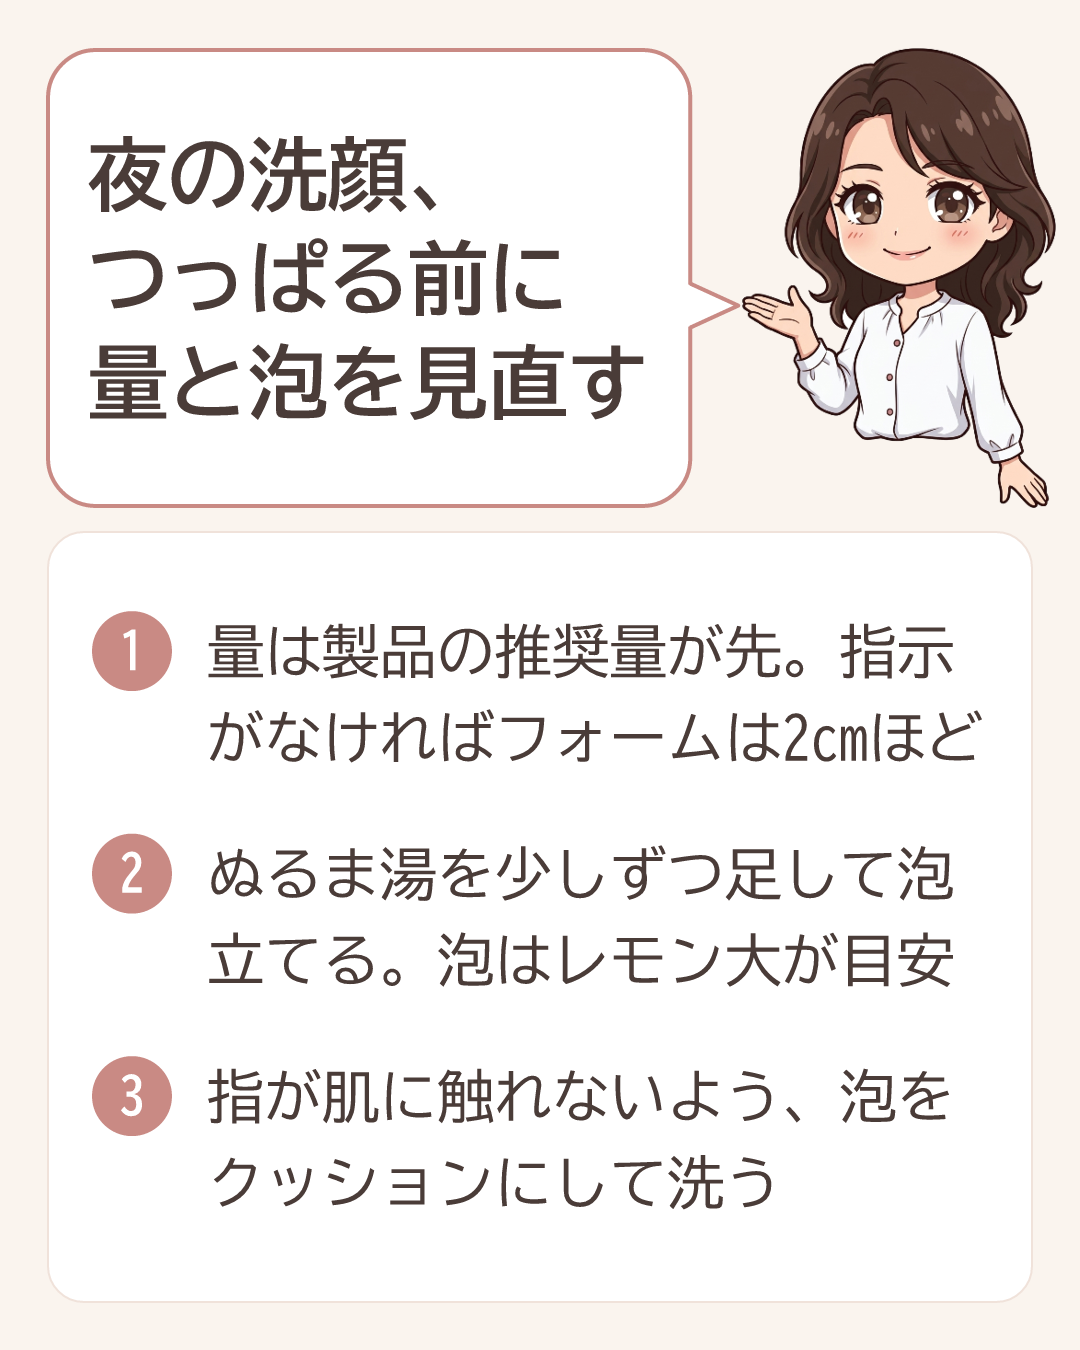 夜の洗顔、
つっぱる前に
量と泡を見直す
1 量は製品の推奨量が先。指示
がなければフォームは2cmほど
2 ぬるま湯を少しずつ足して泡
立てる。泡はレモン大が目安
3 指が肌に触れないよう、泡を
クッションにして洗う